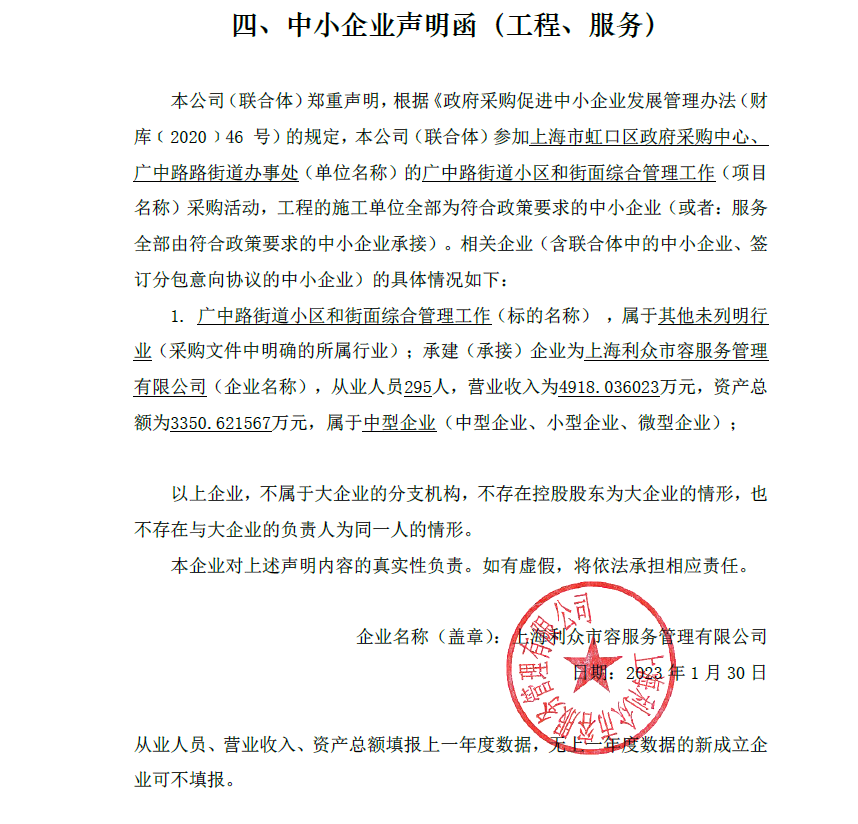 四、中小企业声明函（工程、服务）
本公司（联合体）郑重声明，根据《政府采购促进中小企业发展管理办法（财
库﹝2020﹞46 号）的规定，本公司（联合体）参加上海市虹口区政府采购中心、
广中路路街道办事处（单位名称）的广中路街道小区和街面综合管理工作（项目
名称）采购活动，工程的施工单位全部为符合政策要求的中小企业（或者：服务
全部由符合政策要求的中小企业承接）。相关企业（含联合体中的中小企业、签
订分包意向协议的中小企业）的具体情况如下：
1. 广中路街道小区和街面综合管理工作（标的名称） ，属于其他未列明行
业（采购文件中明确的所属行业）；承建（承接）企业为上海利众市容服务管理
有限公司（企业名称），从业人员295人，营业收入为4918.036023万元，资产总
额为3350.621567万元，属于中型企业（中型企业、小型企业、微型企业）；
以上企业，不属于大企业的分支机构，不存在控股股东为大企业的情形，也
不存在与大企业的负责人为同一人的情形。
本企业对上述声明内容的真实性负责。如有虚假，将依法承担相应责任。
企业名称（盖章）：上海利众市容服务管理有限公司
日期：2023 年 1 月 30 日
上海利众市容服务管理有限公司
从业人员、营业收入、资产总额填报上一年度数据，无上一年度数据的新成立企
业可不填报。